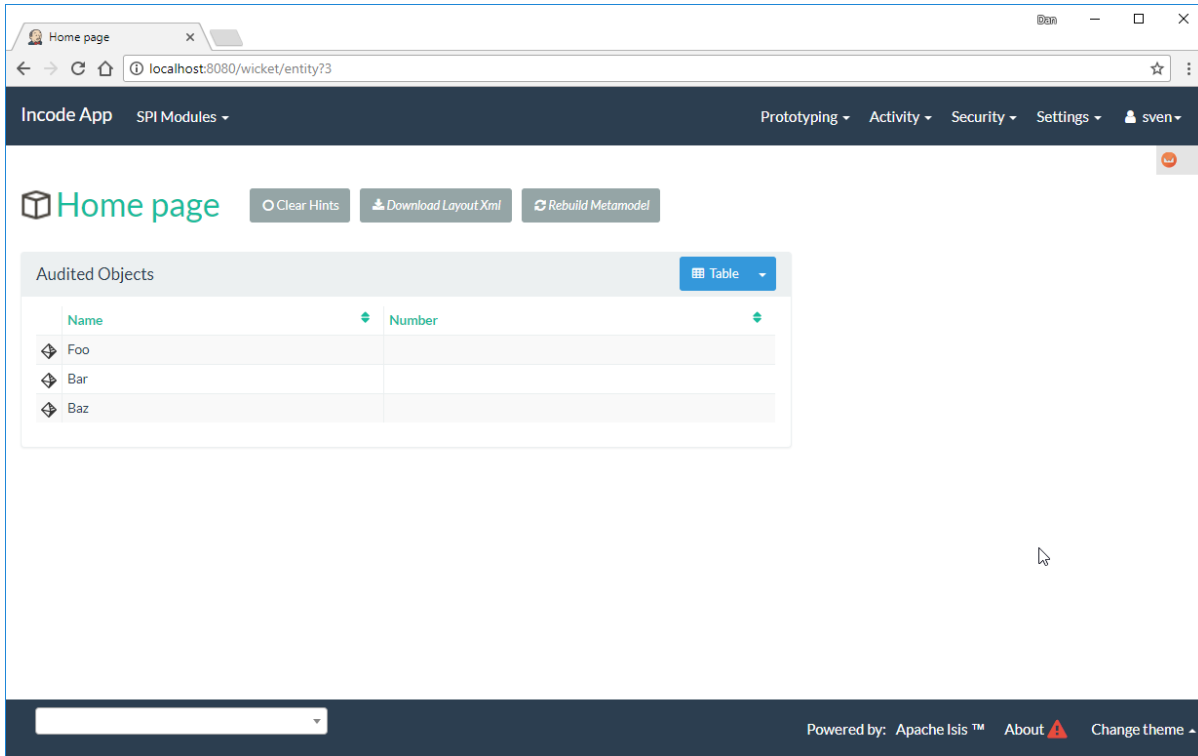 Dan
Home page
localhost:8080/wicket/entity?3
Incode App SPI Modules Prototyping Activity Security Settings sven
Home page Clear Hints Download Layout Xml Rebuild Metamodel
Audited Objects Table
Name Number
Foo
Bar
Baz
Powered by: Apache Isis ™ About Change theme